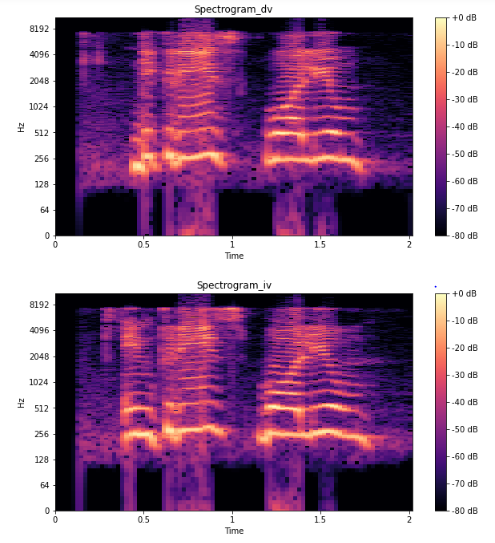 Spectrogram_dv
8192
4096
2048
1024
512
256
128
64
0
Hz
0 0.5 1 1.5 2
Time
+0 dB
-10 dB
-20 dB
-30 dB
-40 dB
-50 dB
-60 dB
-70 dB
-80 dB
Spectrogram_iv
8192
4096
2048
1024
512
256
128
64
0
Hz
0 0.5 1 1.5 2
Time
+0 dB
-10 dB
-20 dB
-30 dB
-40 dB
-50 dB
-60 dB
-70 dB
-80 dB